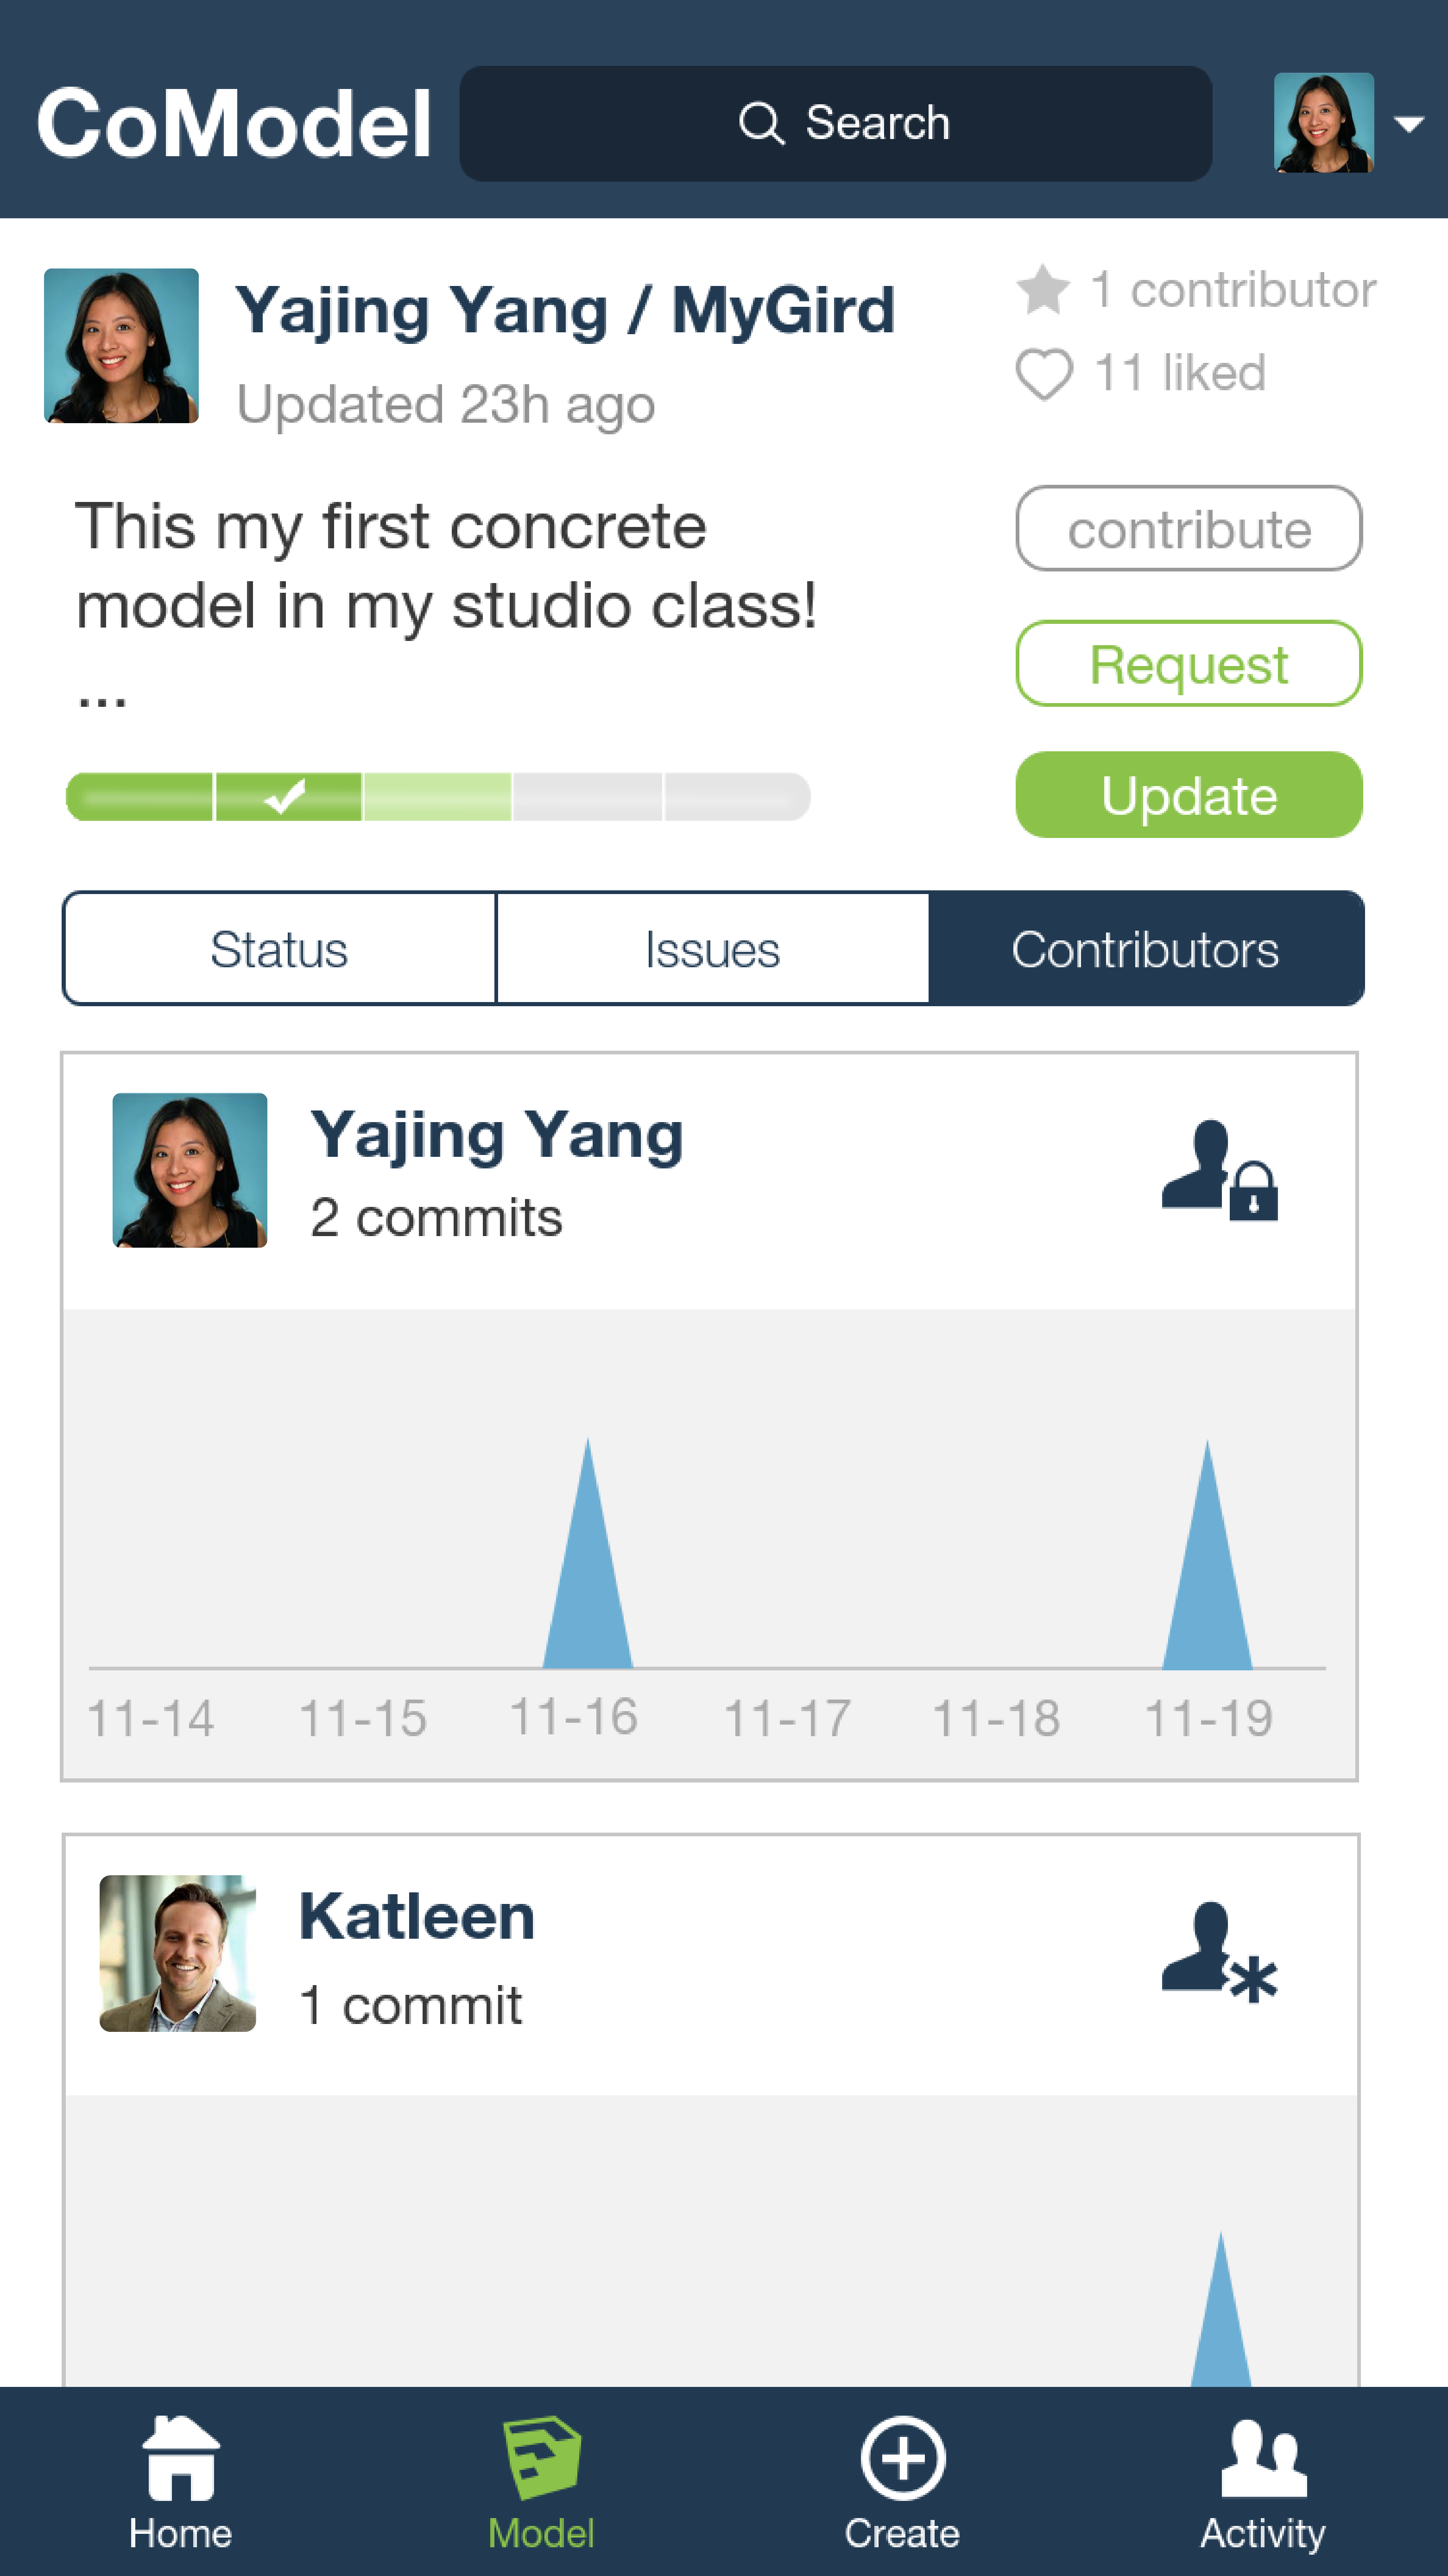 CoModel
Search
Yajing Yang / MyGird
Updated 23h ago
1 contributor
11 liked
This my first concrete
model in my studio class!
...
contribute
Request
Update
Status
Issues
Contributors
Yajing Yang
2 commits
11-14
11-15
11-16
11-17
11-18
11-19
Katleen
1 commit
Home
Model
Create
Activity